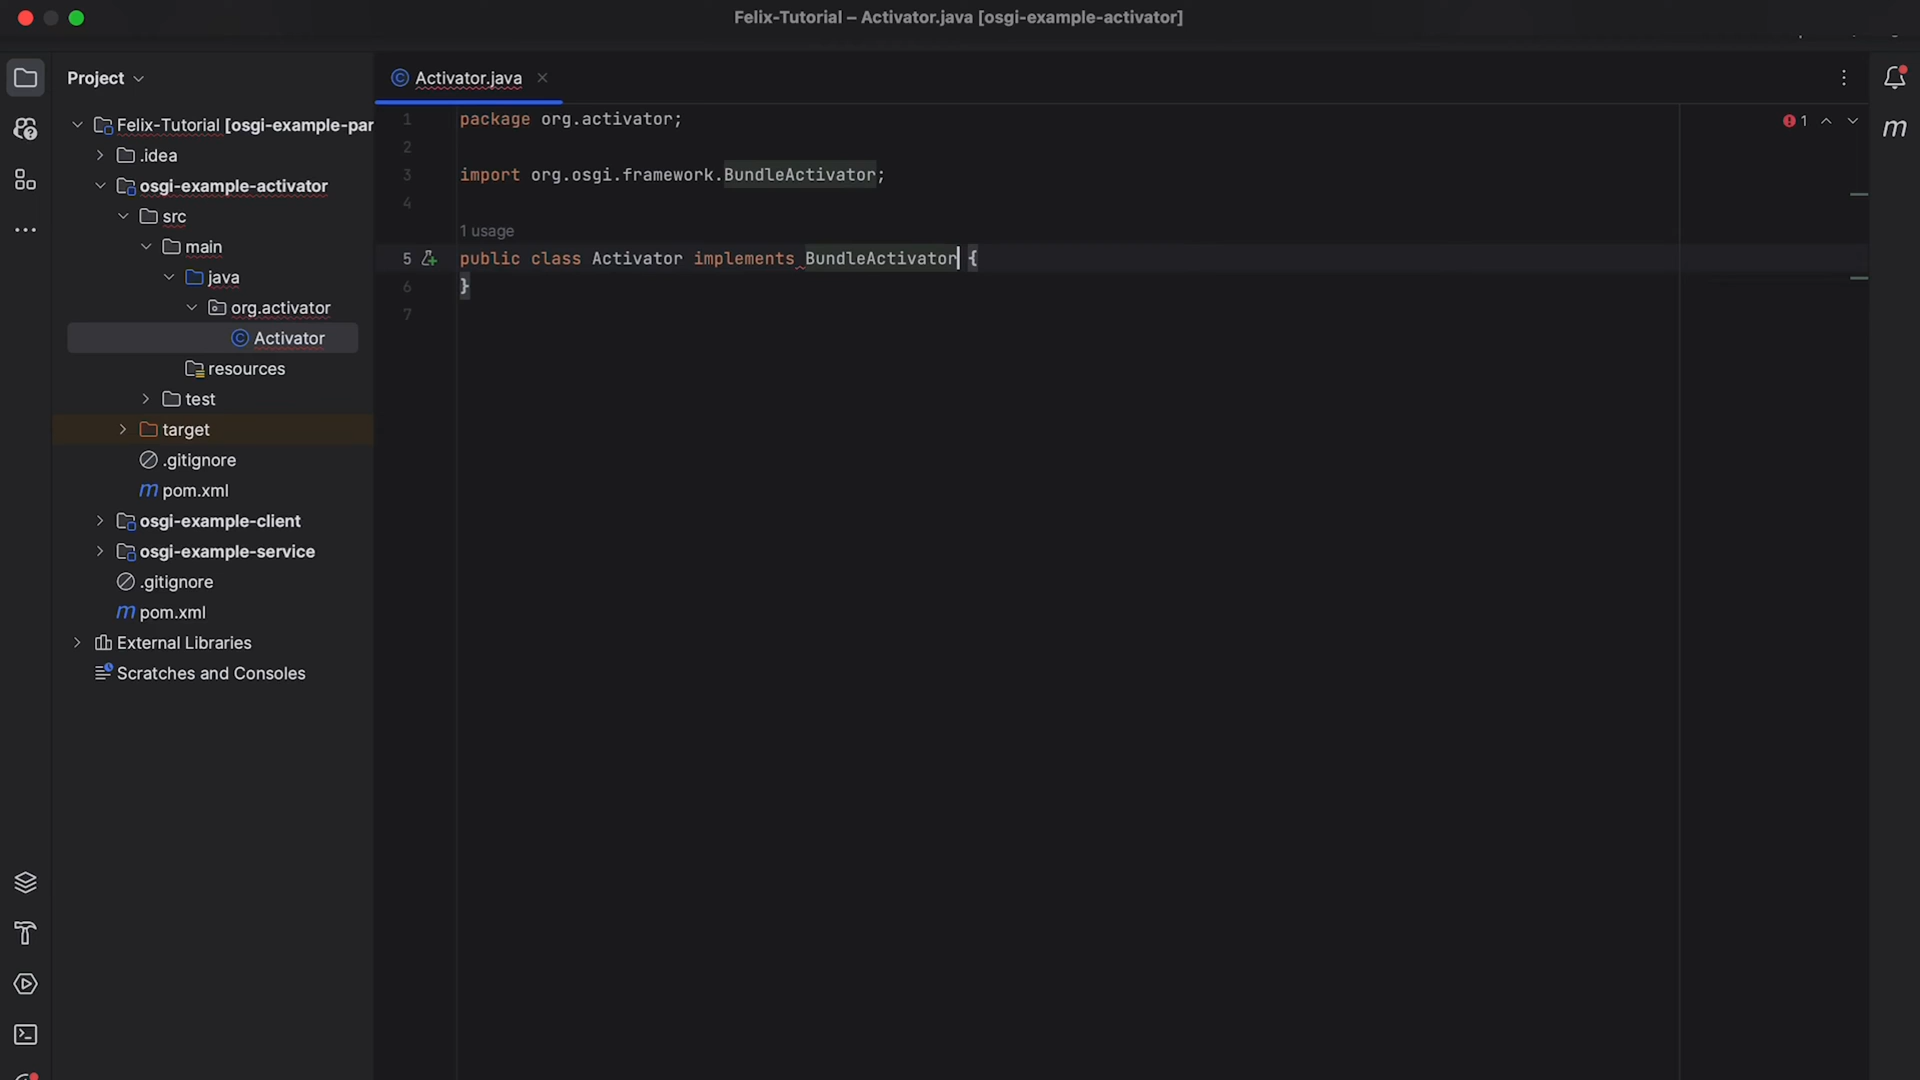 Felix-Tutorial – Activator.java [osgi-example-activator]
Project
Activator.java
Felix-Tutorial [osgi-example-par
.idea
osgi-example-activator
src
main
java
org.activator
Activator
resources
test
target
.gitignore
pom.xml
osgi-example-client
osgi-example-service
.gitignore
pom.xml
External Libraries
Scratches and Consoles
1 package org.activator;
2
3 import org.osgi.framework.BundleActivator;
4
1 usage
5 public class Activator implements BundleActivator {
6 }
7
1
m